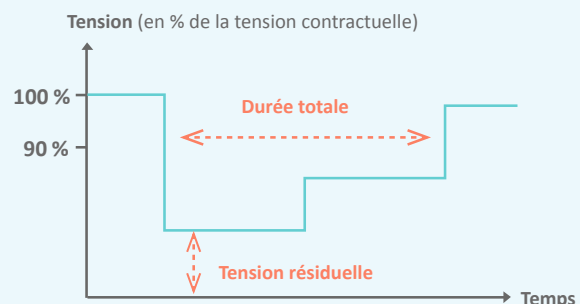 Tension (en % de la tension contractuelle)
100 %
Durée totale
90 %
Tension résiduelle
Temps